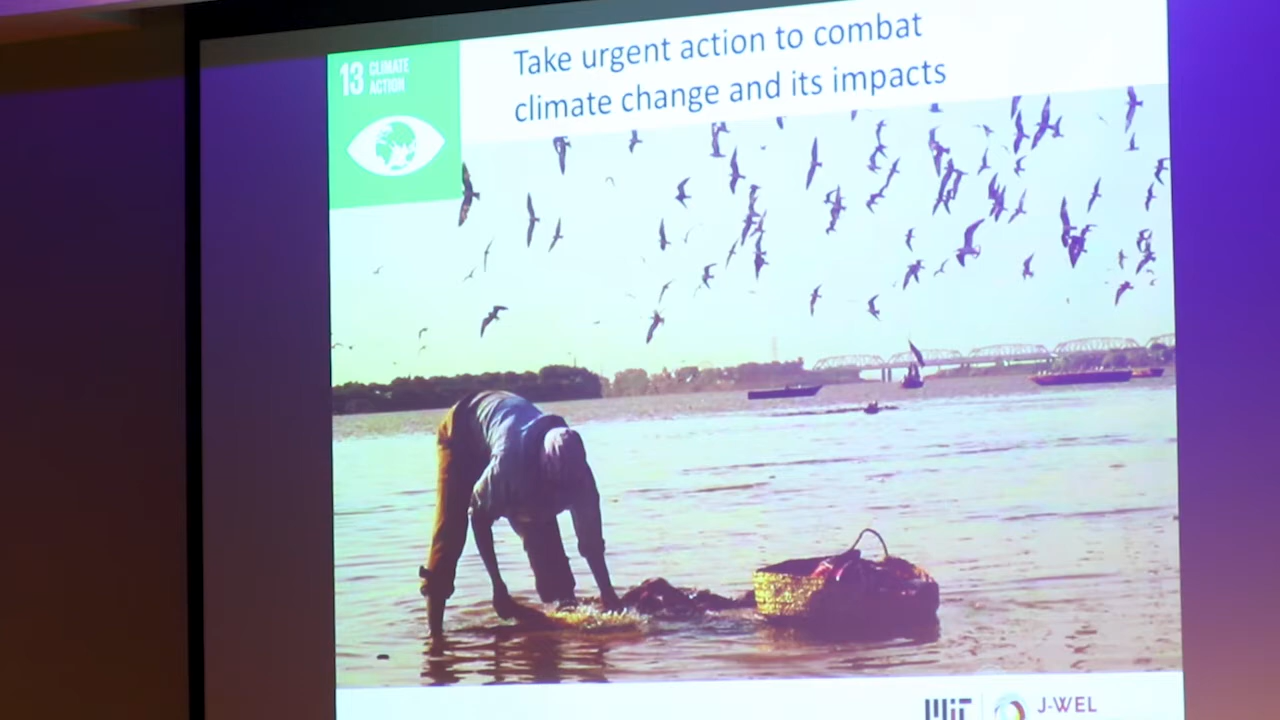 13 CLIMATE
ACTION
Take urgent action to combat
climate change and its impacts
MIT
J-WEL